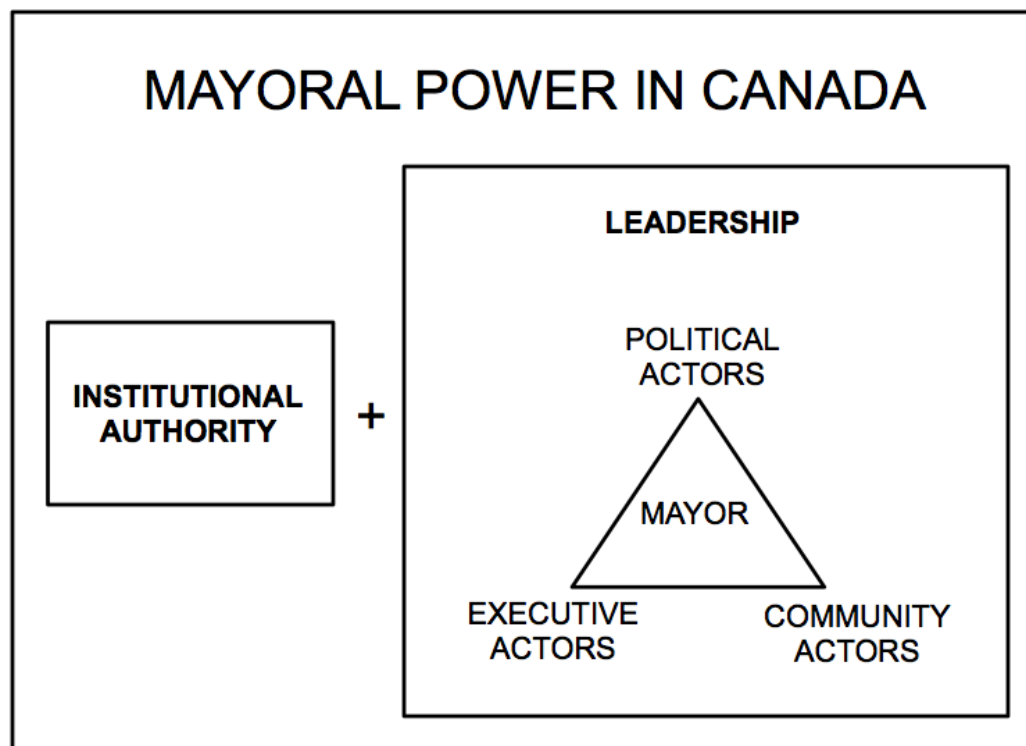 MAYORAL POWER IN CANADA
LEADERSHIP
POLITICAL
ACTORS
INSTITUTIONAL
AUTHORITY
+
MAYOR
EXECUTIVE
ACTORS
COMMUNITY
ACTORS